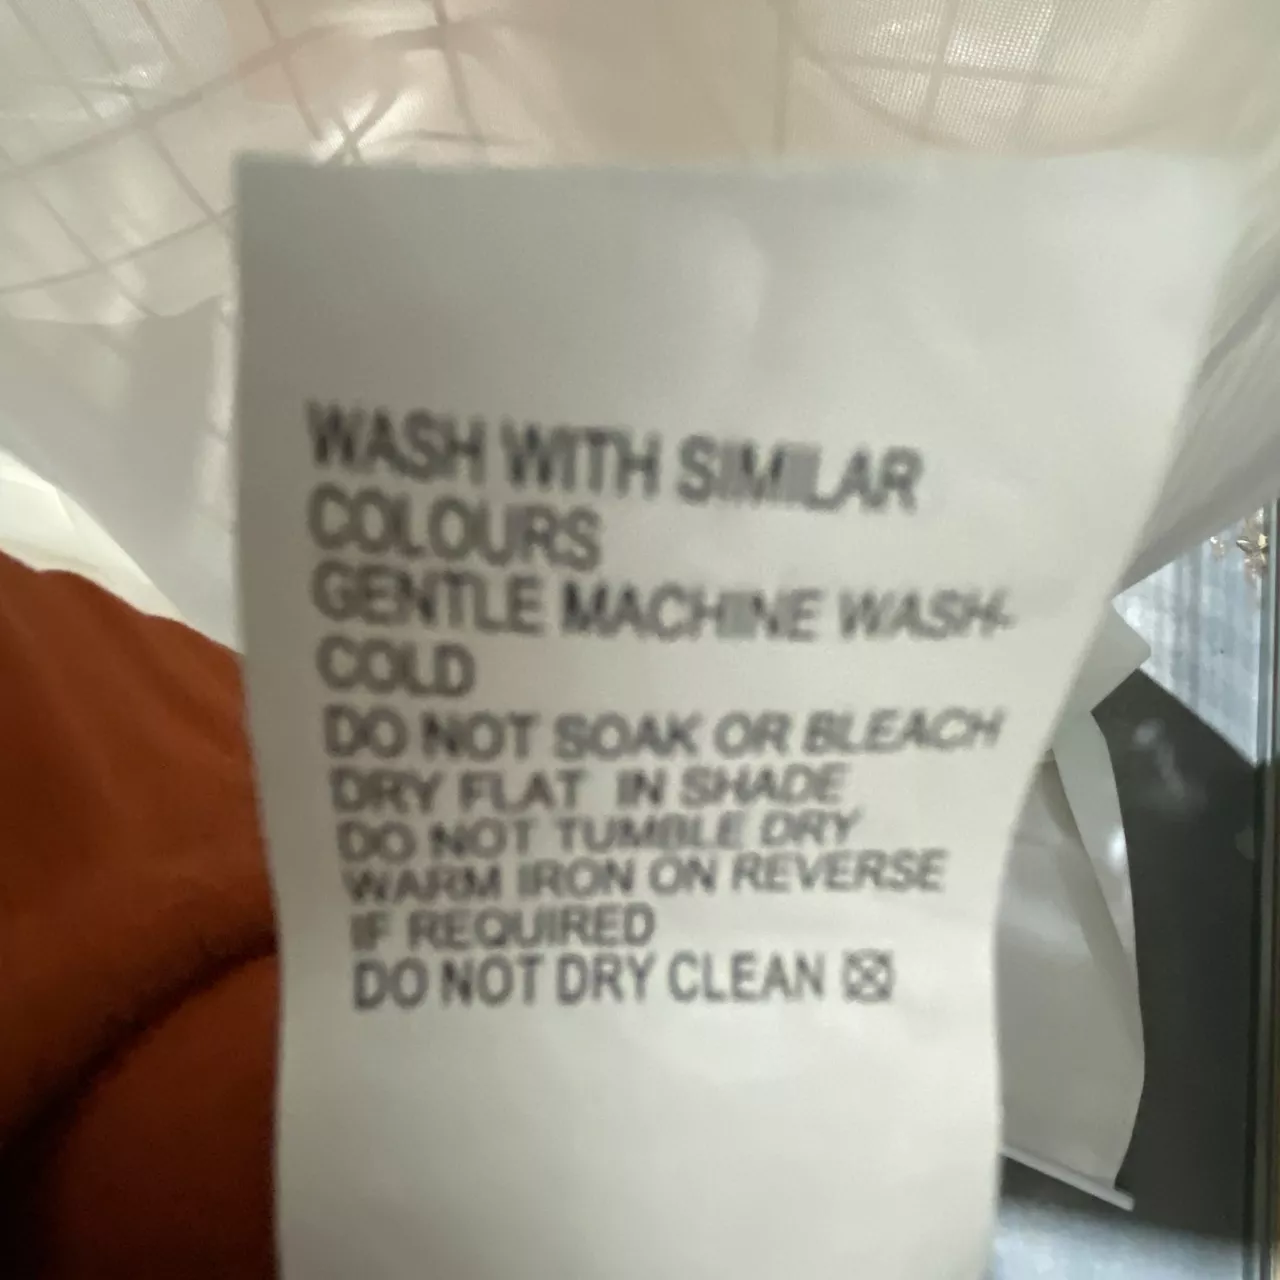 WASH WITH SIMILAR
COLOURS
GENTLE MACHINE WASH-
COLD
DO NOT SOAK OR BLEACH
DRY FLAT IN SHADE
DO NOT TUMBLE DRY
WARM IRON ON REVERSE
IF REQUIRED
DO NOT DRY CLEAN